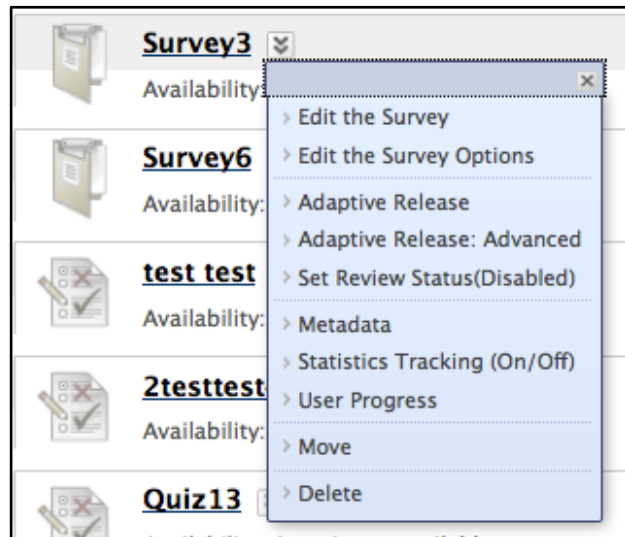 Survey3
Availability:
Edit the Survey
Edit the Survey Options
Survey6
Availability:
Adaptive Release
Adaptive Release: Advanced
test test
Set Review Status(Disabled)
Availability:
Metadata
Statistics Tracking (On/Off)
2testtest
User Progress
Availability:
Move
Quiz13
Delete